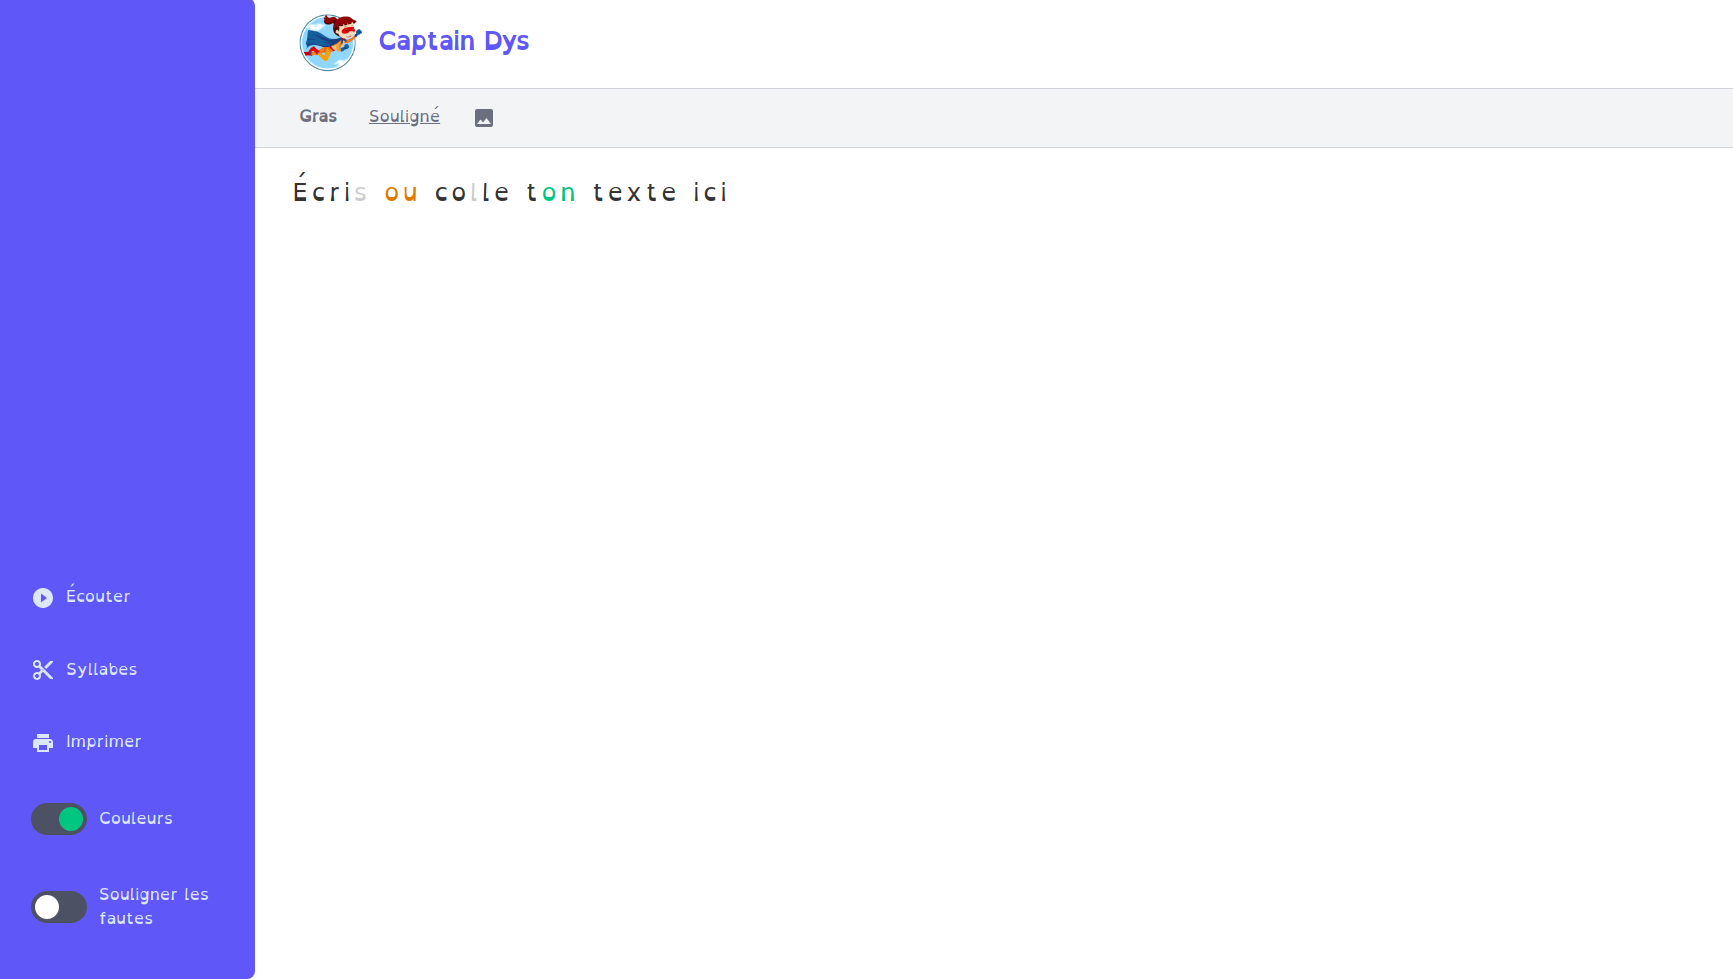 Captain Dys
Gras Souligné
Écris ou colle ton texte ici
Écouter
Syllabes
Imprimer
Couleurs
Souligner les
fautes